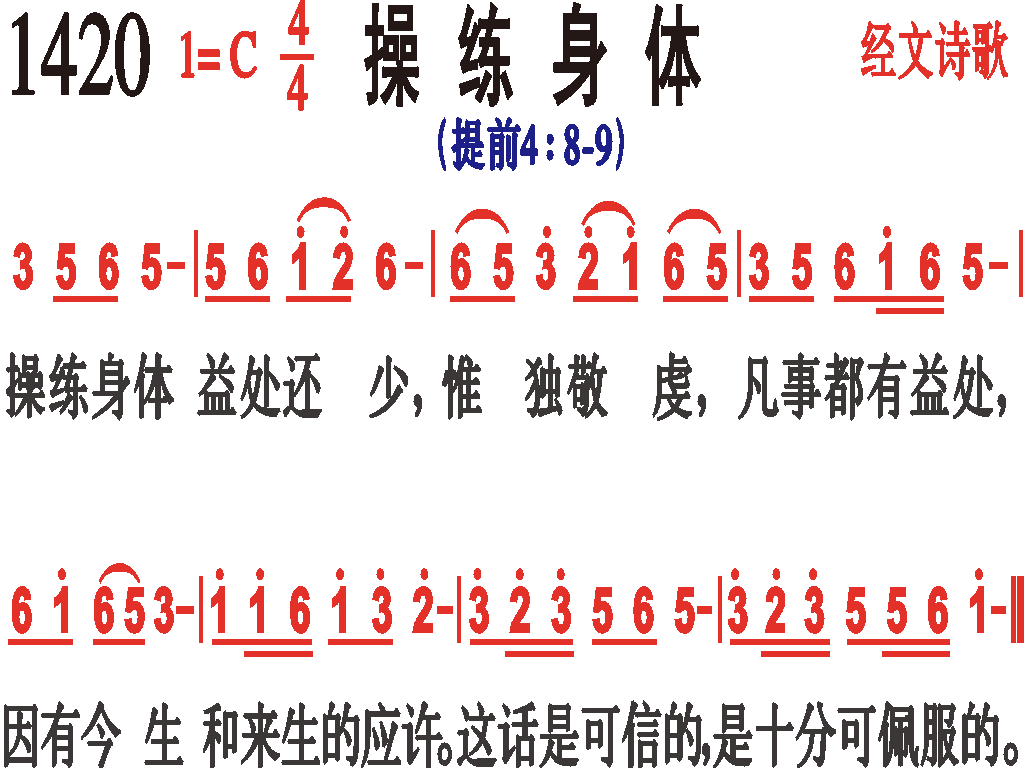 1420 1=C 4/4 操练身体 经文诗歌
(提前4:8-9)
3 5 6 5-|5 6 1̇ 2̇ 6-|6 5 3̇ 2̇ 1̇ 6 5|3 5 6 1̇ 6 5-|
操练身体 益处还 少,惟 独敬 虔,凡事都有益处,
6 1̇ 6 5 3-|1̇ 1̇ 6 1̇ 3̇ 2̇-|3̇ 2̇ 3̇ 5 6 5-|3̇ 2̇ 3̇ 5 5 6 1̇-‖
因有今 生 和来生的应许。这话是可信的,是十分可佩服的。